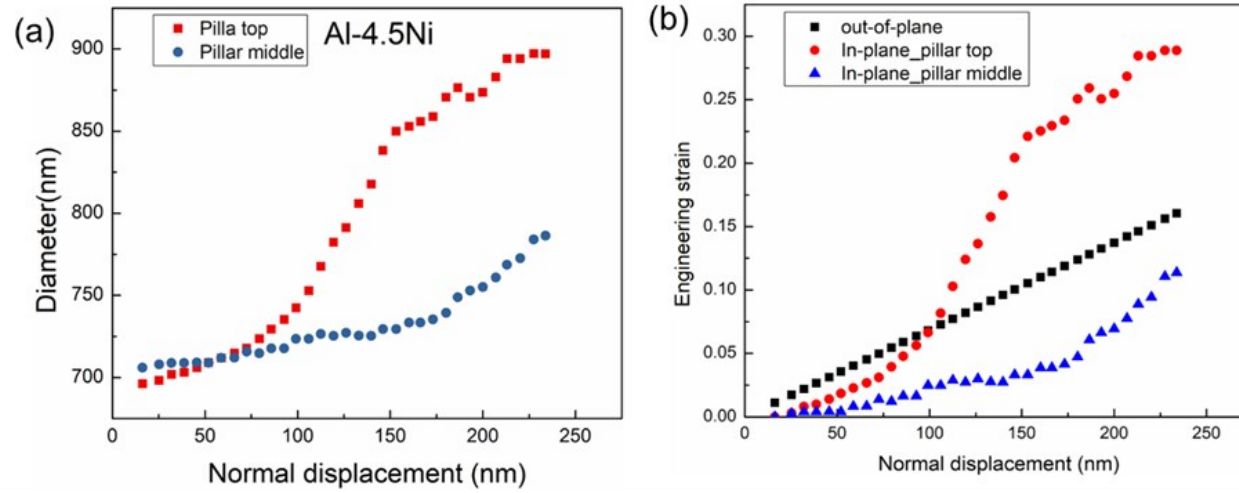 (a)
Pilla top
Pillar middle
Al-4.5Ni
900
850
800
750
700
Diameter(nm)
0 50 100 150 200 250
Normal displacement (nm)
(b)
out-of-plane
In-plane_pillar top
In-plane_pillar middle
0.30
0.25
0.20
0.15
0.10
0.05
0.00
Engineering strain
0 50 100 150 200 250
Normal displacement (nm)